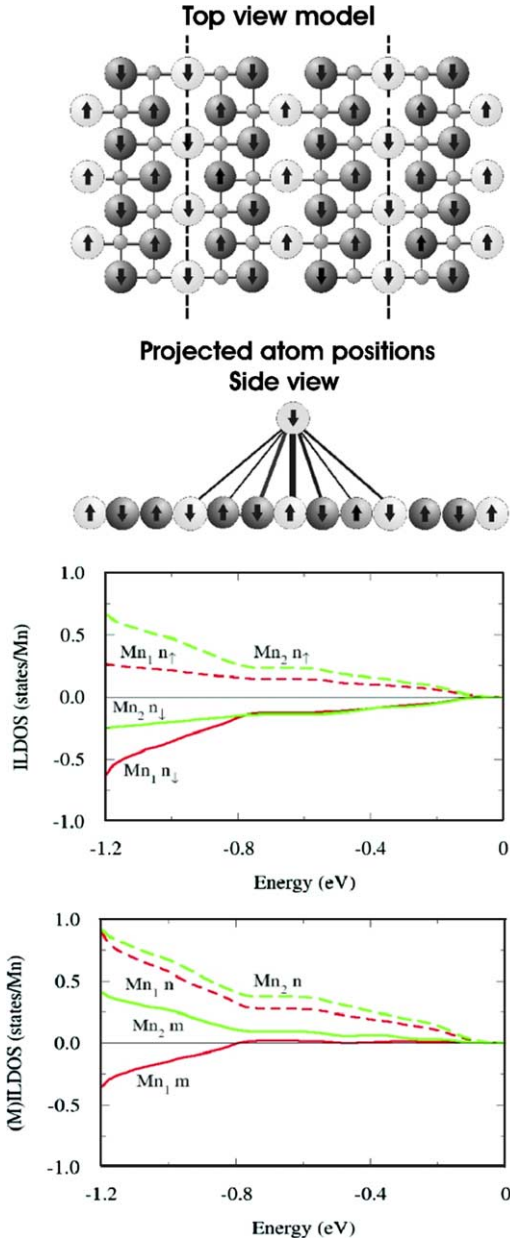 Top view model
Projected atom positions
Side view
1.0
0.5
0.0
-0.5
-1.0
ILDOS (states/Mn)
Mn₁ n↑
Mn₂ n↑
Mn₂ n↓
Mn₁ n↓
-1.2 -0.8 -0.4 0
Energy (eV)
1.0
0.5
0.0
-0.5
-1.0
(M)ILDOS (states/Mn)
Mn₁ n
Mn₂ n
Mn₂ m
Mn₁ m
-1.2 -0.8 -0.4 0
Energy (eV)